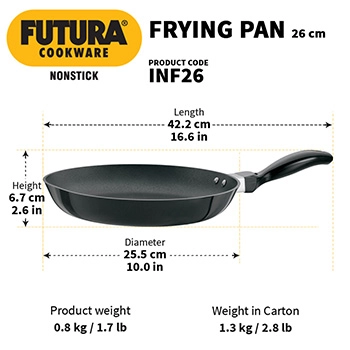 FUTURA
COOKWARE
NONSTICK
FRYING PAN 26 cm
PRODUCT CODE
INF26
Length
42.2 cm
16.6 in
Height
6.7 cm
2.6 in
Diameter
25.5 cm
10.0 in
Product weight
0.8 kg / 1.7 lb
Weight in Carton
1.3 kg / 2.8 lb